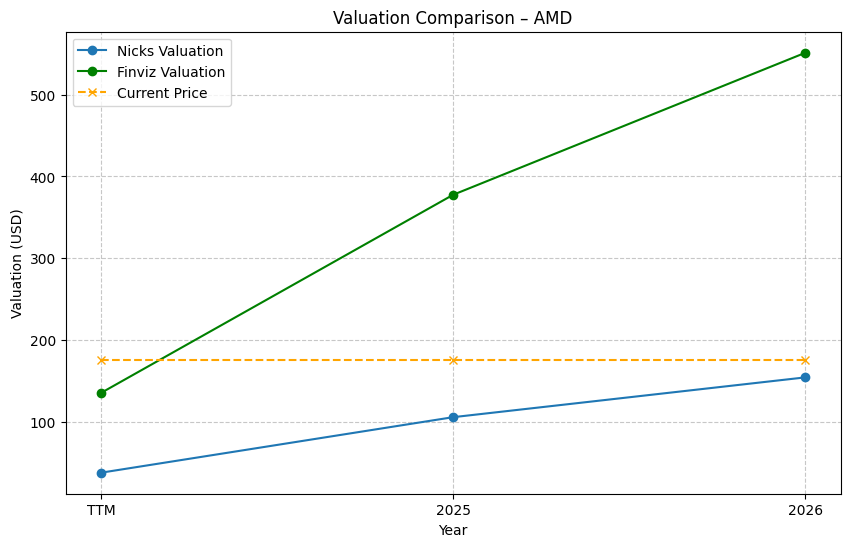 Valuation Comparison – AMD
Nicks Valuation
Finviz Valuation
Current Price
Valuation (USD)
500
400
300
200
100
TTM
2025
2026
Year